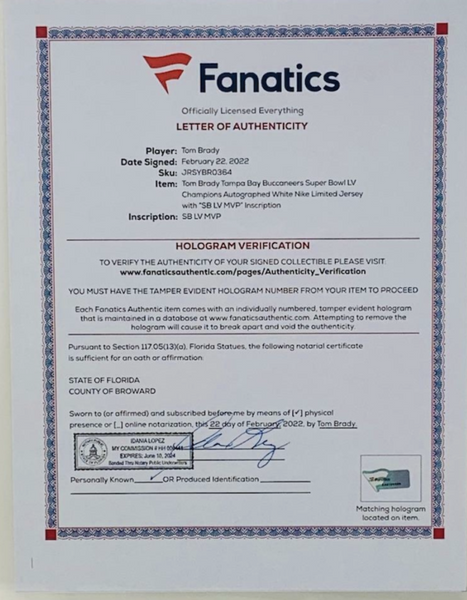 Fanatics
Officially Licensed Everything
LETTER OF AUTHENTICITY
Player: Tom Brady
Date Signed: February 22, 2022
Sku: JRSYBR0364
Item: Tom Brady Tampa Bay Buccaneers Super Bowl LV
Champions Autographed White Nike Limited Jersey
with "SB LV MVP" Inscription
Inscription: SB LV MVP
HOLOGRAM VERIFICATION
TO VERIFY THE AUTHENTICITY OF YOUR SIGNED COLLECTIBLE PLEASE VISIT.
www.fanaticsauthentic.com/pages/Authenticity_Verification
YOU MUST HAVE THE TAMPER EVIDENT HOLOGRAM NUMBER FROM YOUR ITEM TO PROCEED
Each Fanatics Authentic item comes with an individually numbered, tamper evident hologram
that is maintained in a database at www.fanaticsauthentic.com. Attempting to remove the
hologram will cause it to break apart and void the authenticity.
Pursuant to Section 117.05(13)(a), Florida Statues, the following notarial certificate
is sufficient for an oath or affirmation:
STATE OF FLORIDA
COUNTY OF BROWARD
Sworn to (or affirmed) and subscribed before me by means of [✓] physical
presence or [_] online notarization, this 22 day of February, 2022, by Tom Brady
IDANIA LOPEZ
MY COMMISSION # HH
EXPIRES: June 10, 2024
Bonded Thru Notary Public Underwriters
Personally Known ✓ OR Produced Identification
Matching hologram
located on item.